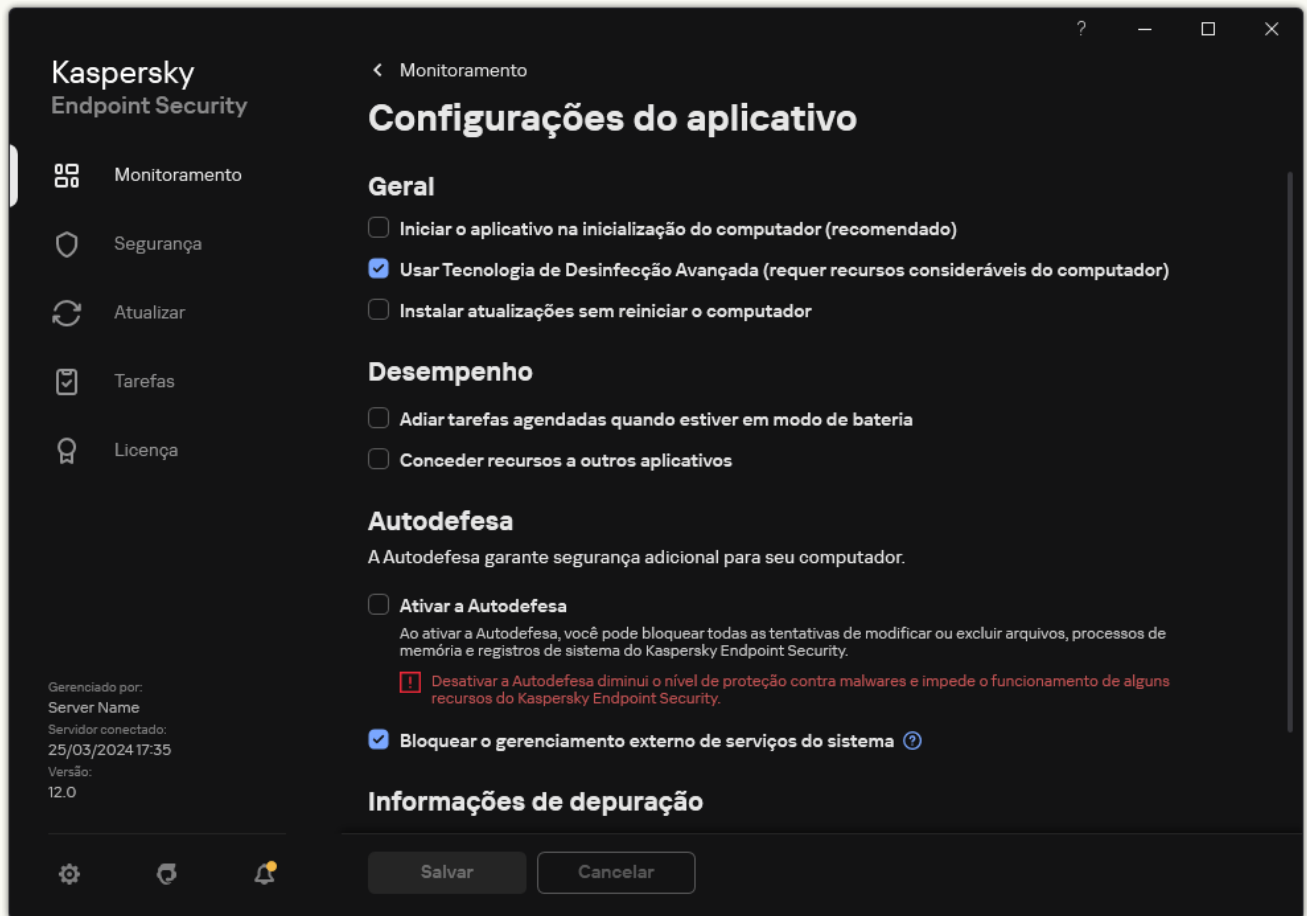 ?
Kaspersky
Endpoint Security
Monitoramento
Segurança
Atualizar
Tarefas
Licença
Gerenciado por:
Server Name
Servidor conectado:
25/03/2024 17:35
Versão:
12.0
Monitoramento
Configurações do aplicativo
Geral
Iniciar o aplicativo na inicialização do computador (recomendado)
Usar Tecnologia de Desinfecção Avançada (requer recursos consideráveis do computador)
Instalar atualizações sem reiniciar o computador
Desempenho
Adiar tarefas agendadas quando estiver em modo de bateria
Conceder recursos a outros aplicativos
Autodefesa
A Autodefesa garante segurança adicional para seu computador.
Ativar a Autodefesa
Ao ativar a Autodefesa, você pode bloquear todas as tentativas de modificar ou excluir arquivos, processos de
memória e registros de sistema do Kaspersky Endpoint Security.
Desativar a Autodefesa diminui o nível de proteção contra malwares e impede o funcionamento de alguns
recursos do Kaspersky Endpoint Security.
Bloquear o gerenciamento externo de serviços do sistema
Informações de depuração
Salvar
Cancelar